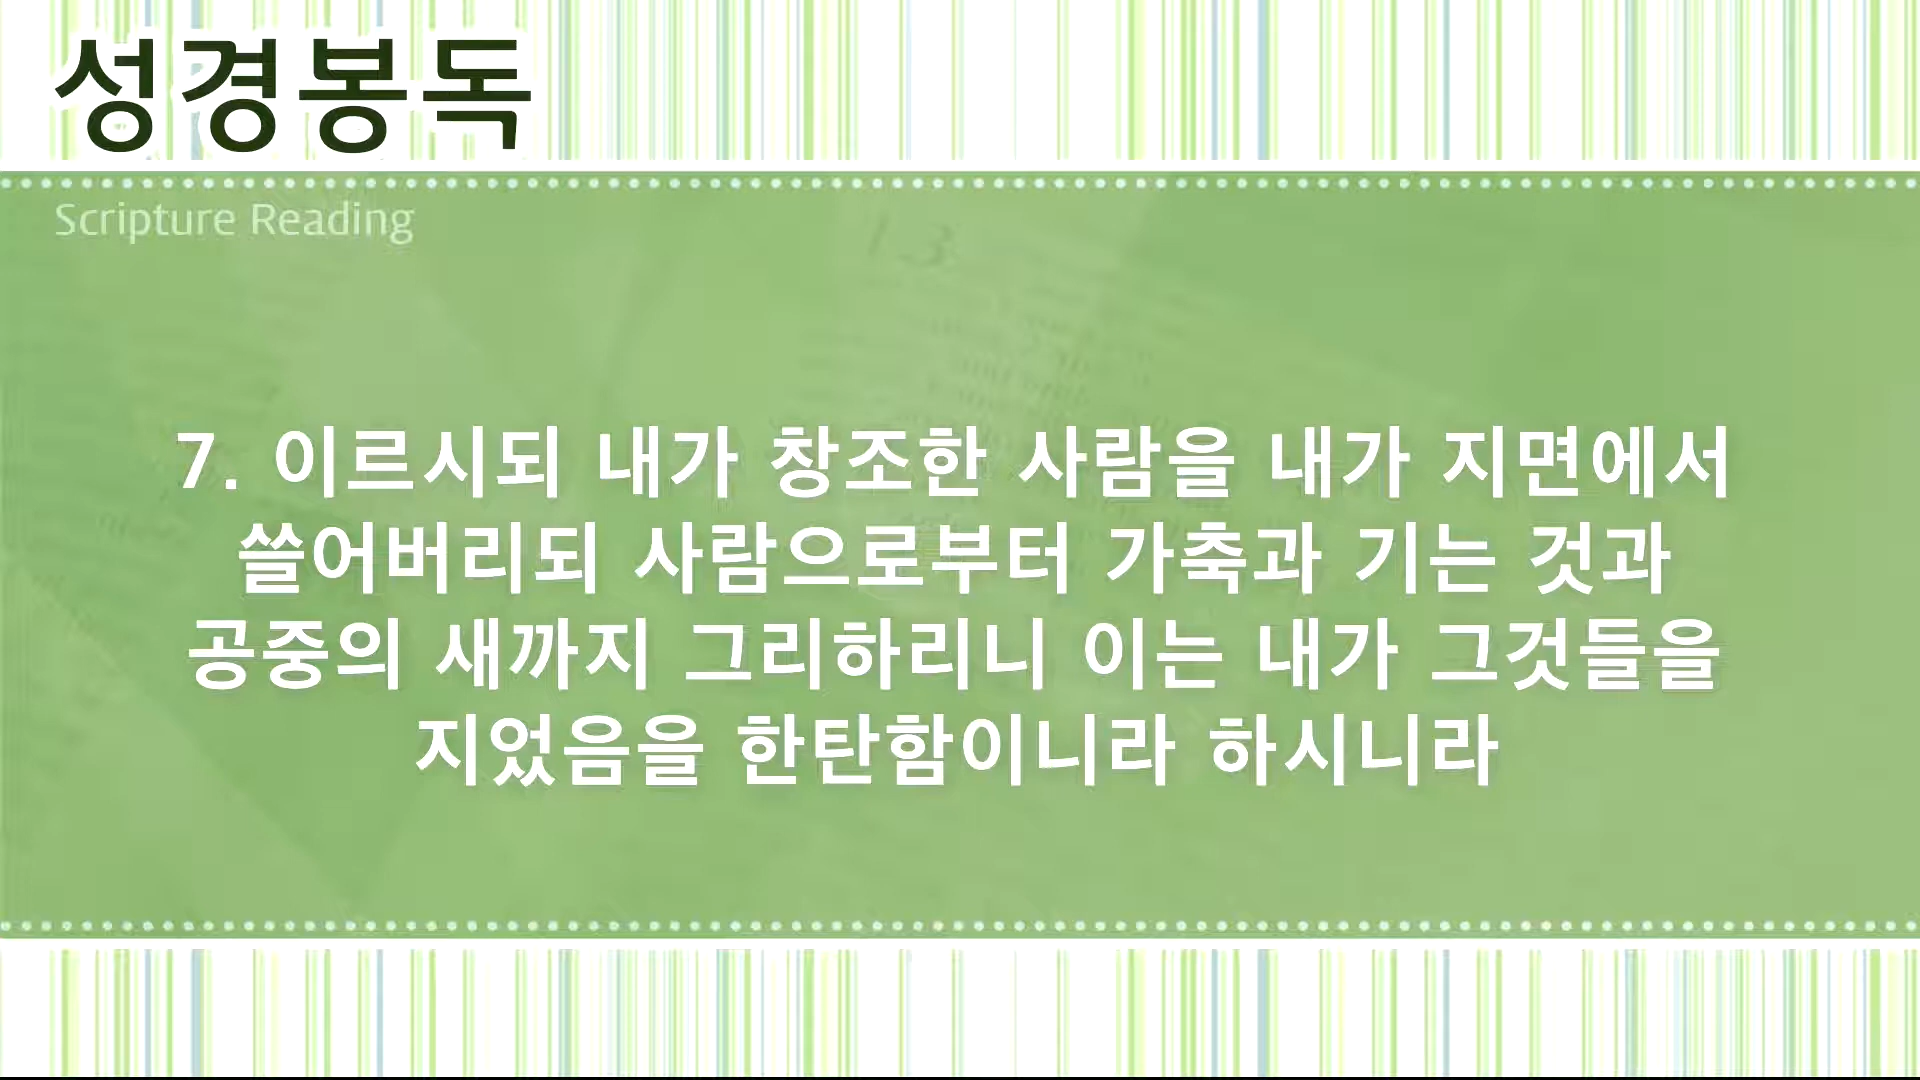 성경봉독
Scripture Reading
7. 이르시되 내가 창조한 사람을 내가 지면에서
쓸어버리되 사람으로부터 가축과 기는 것과
공중의 새까지 그리하리니 이는 내가 그것들을
지었음을 한탄함이니라 하시니라